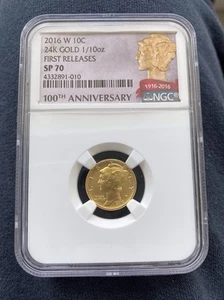 2016 W 10C
24K GOLD 1/10oz
FIRST RELEASES
SP 70
4332891-010
1916-2016
NGC
100TH ANNIVERSARY